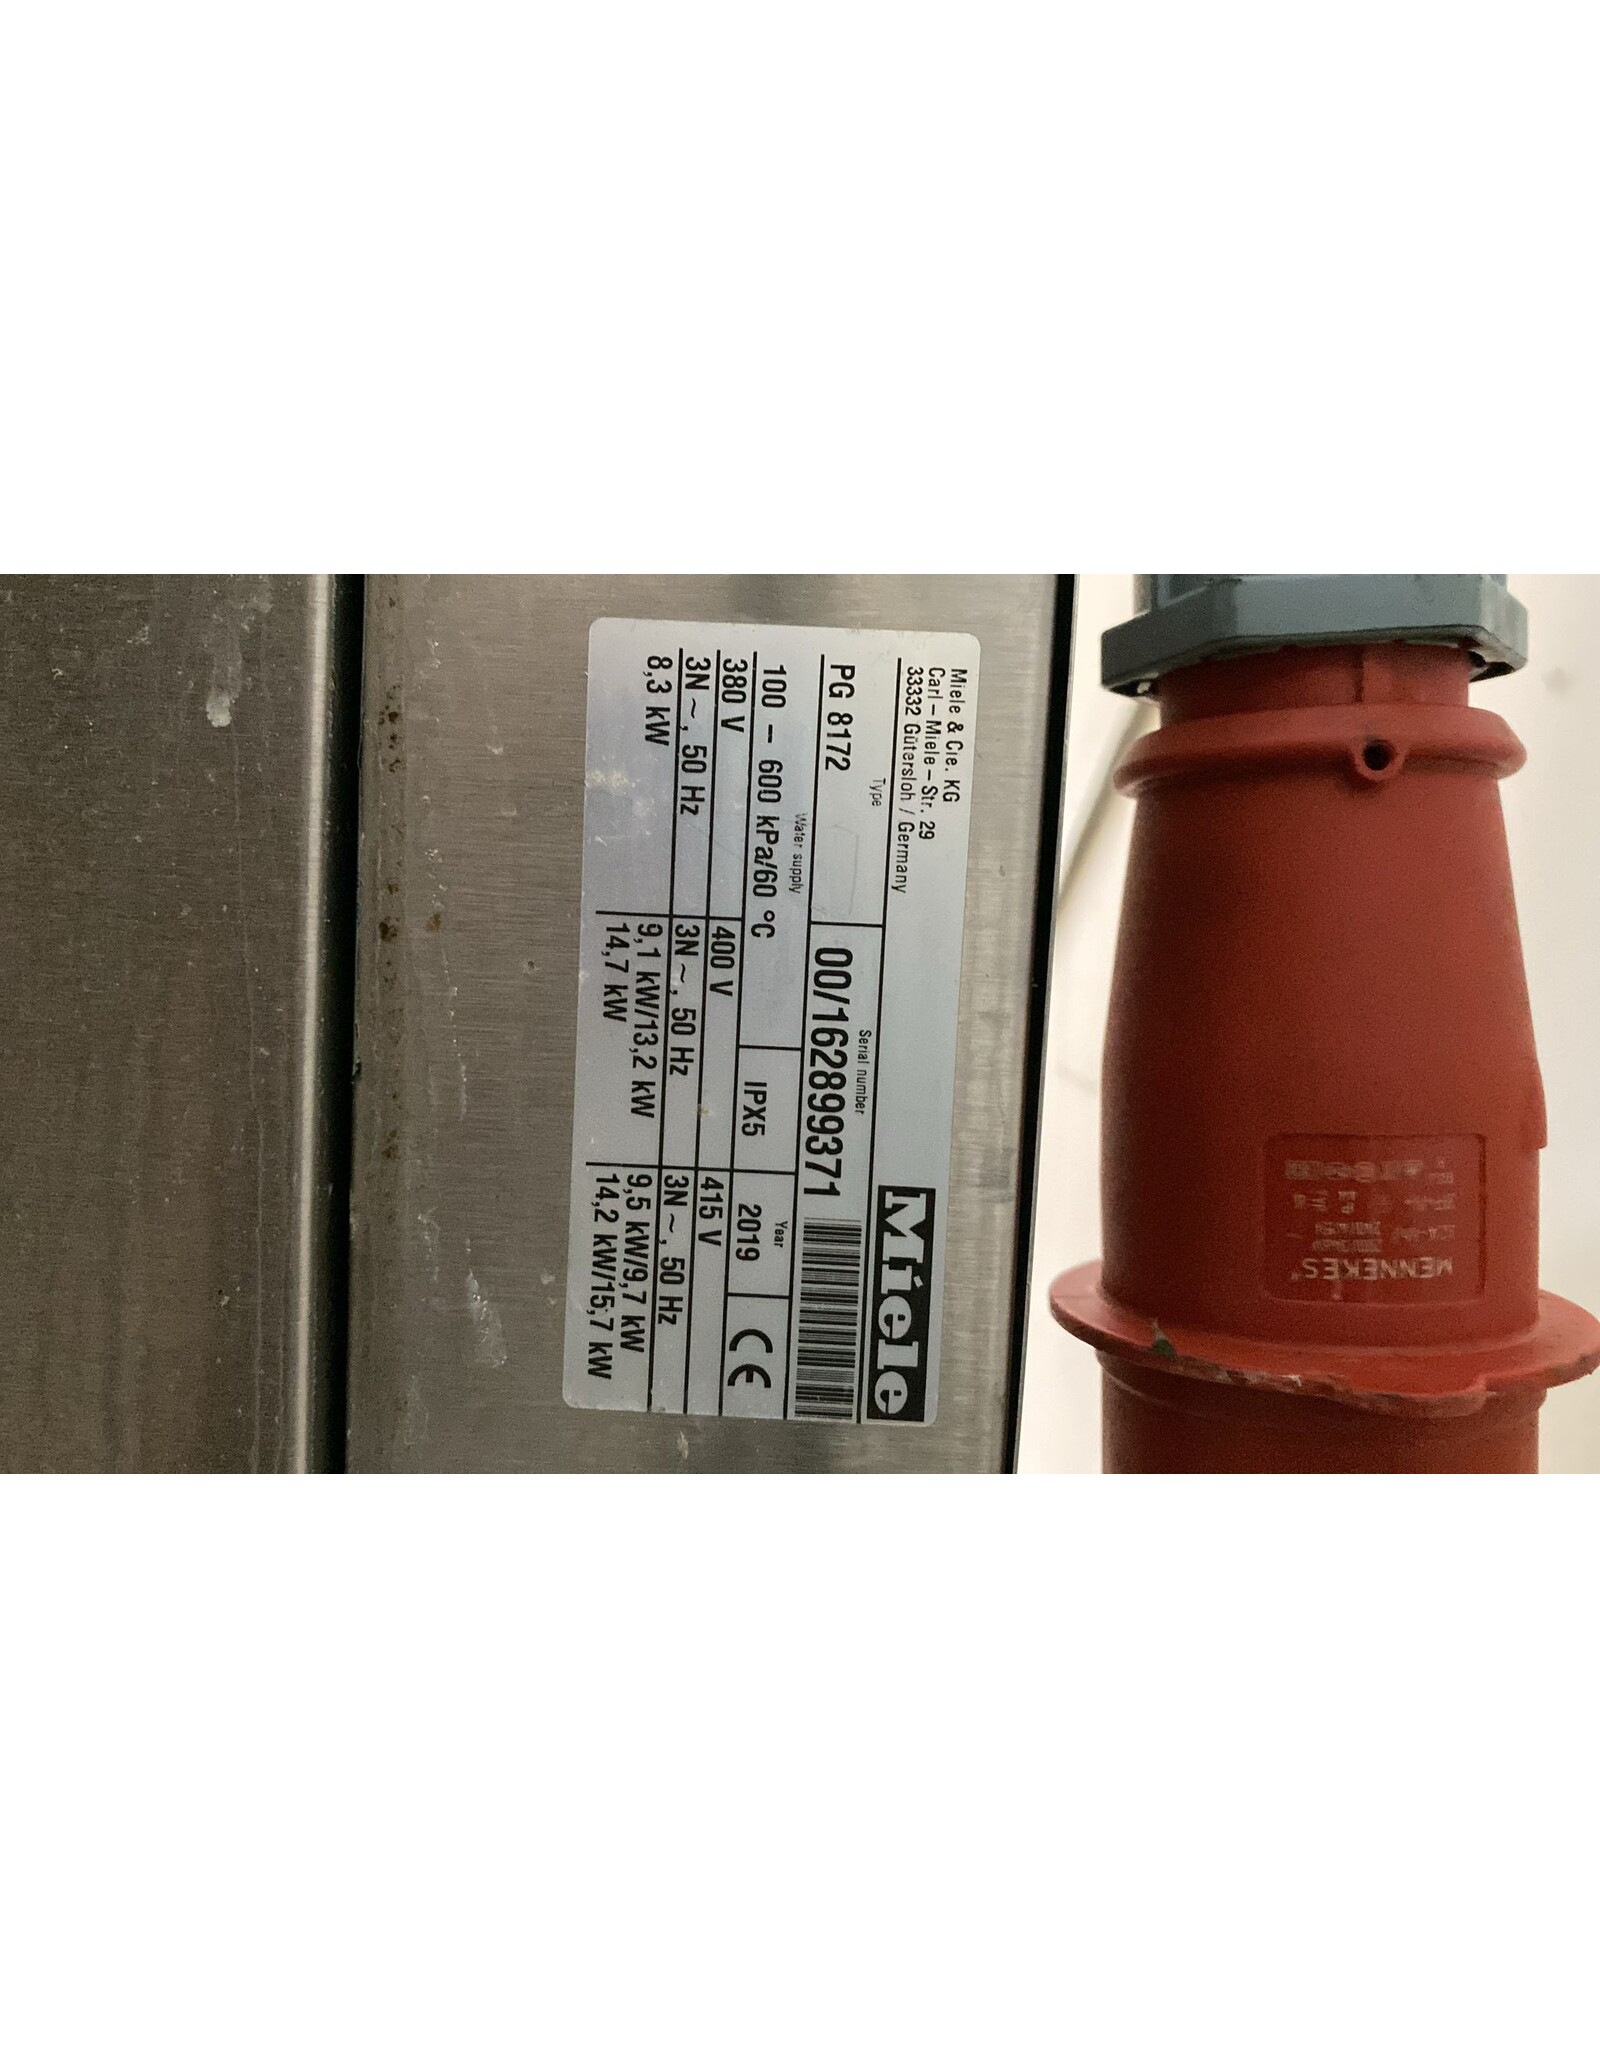 Miele & Cie. KG
Carl-Miele-Str. 29
33332 Gütersloh / Germany
Miele
Type
Serial number
PG 8172
00/162899371
Water supply
Year
100 – 600 kPa/60 °C
IPX5
2019
CE
380 V
400 V
415 V
3N ~, 50 Hz
3N ~, 50 Hz
3N ~, 50 Hz
8,3 kW
9,1 kW/13,2 kW
9,5 kW/9,7 kW
14,7 kW
14,2 kW/15,7 kW
MENNEKES